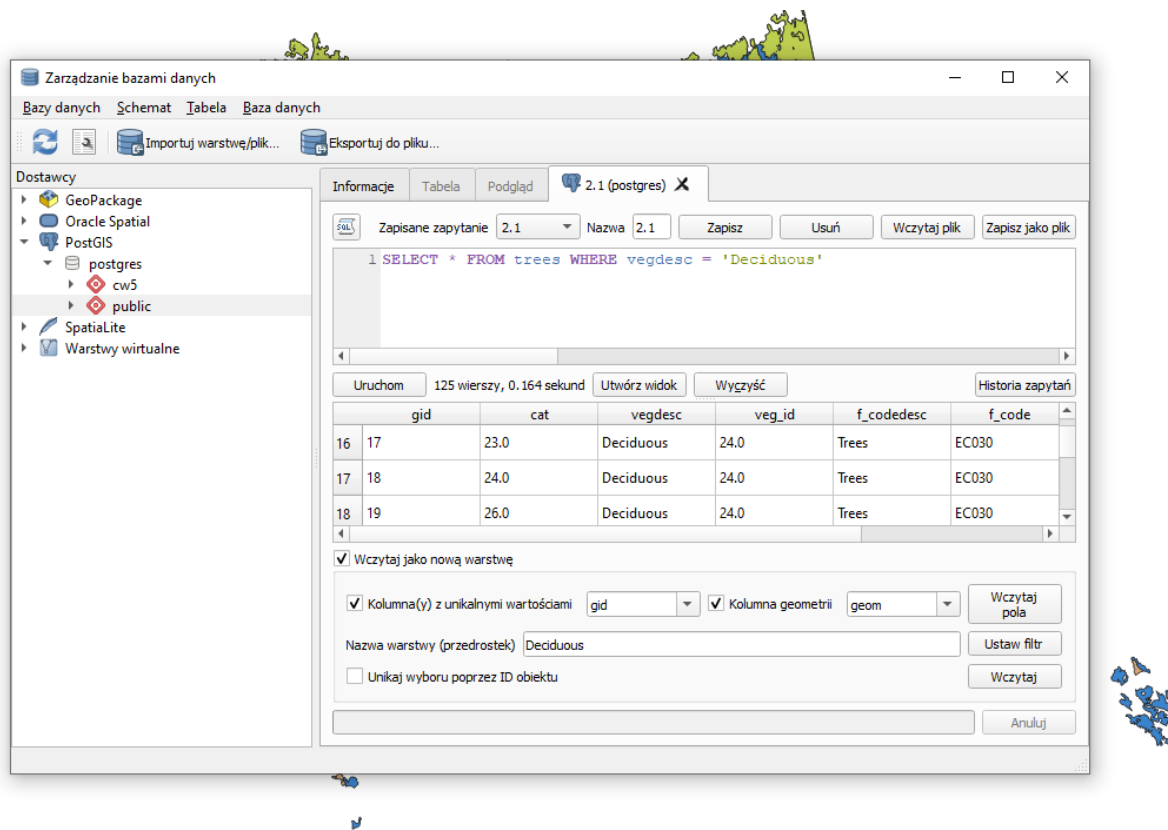 Zarządzanie bazami danych
Bazy danych Schemat Tabela Baza danych
Importuj warstwę/plik... Eksportuj do pliku...
Dostawcy
GeoPackage
Oracle Spatial
PostGIS
postgres
cw5
public
SpatiaLite
Warstwy wirtualne
Informacje Tabela Podgląd 2.1 (postgres)
SQL Zapisane zapytanie 2.1 Nazwa 2.1 Zapisz Usuń Wczytaj plik Zapisz jako plik
1 SELECT * FROM trees WHERE vegdesc = 'Deciduous'
Uruchom 125 wierszy, 0.164 sekund Utwórz widok Wyczyść Historia zapytań
gid cat vegdesc veg_id f_codedesc f_code
16 17 23.0 Deciduous 24.0 Trees EC030
17 18 24.0 Deciduous 24.0 Trees EC030
18 19 26.0 Deciduous 24.0 Trees EC030
Wczytaj jako nową warstwę
Kolumna(y) z unikalnymi wartościami gid Kolumna geometrii geom Wczytaj pola
Nazwa warstwy (przedrostek) Deciduous Ustaw filtr
Unikaj wyboru poprzez ID obiektu Wczytaj
Anuluj